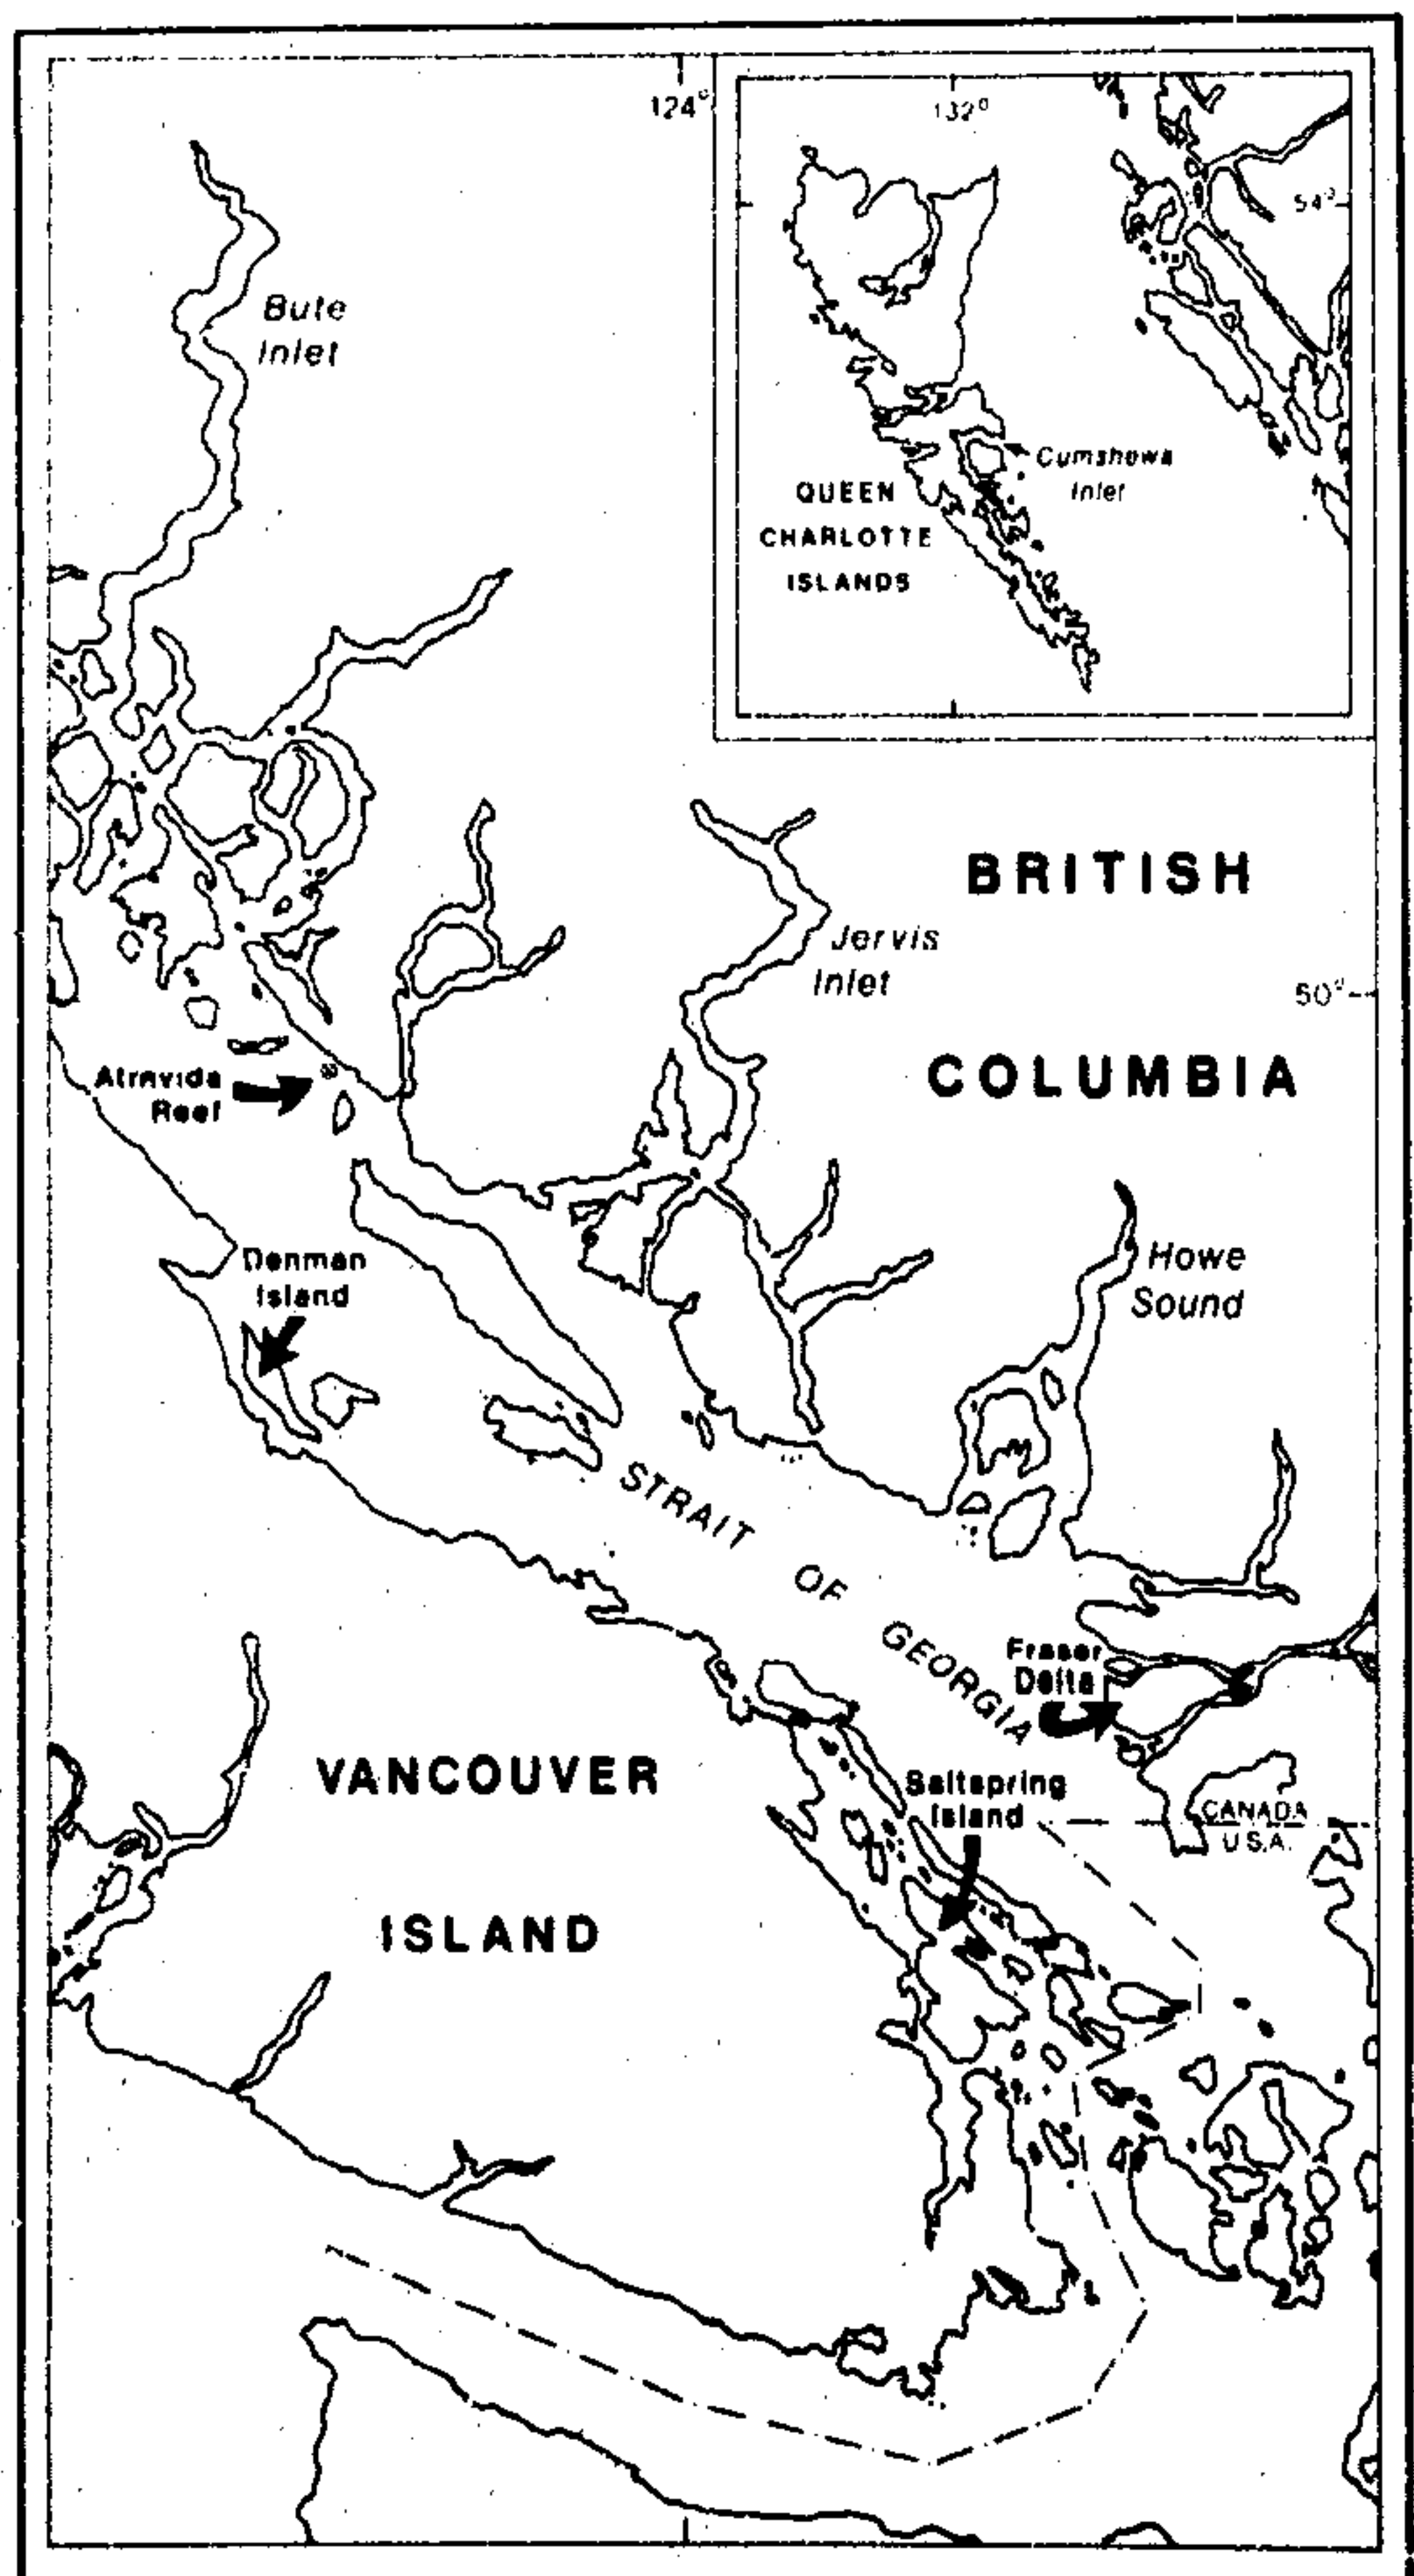 124°
132°
54°
Bute
Inlet
Cumshewa
Inlet
QUEEN
CHARLOTTE
ISLANDS
BRITISH
Jervis
Inlet
50°
COLUMBIA
Atrevida
Reef
Denman
Island
Howe
Sound
STRAIT OF GEORGIA
Fraser
Delta
VANCOUVER
Saltspring
Island
CANADA
U.S.A.
ISLAND